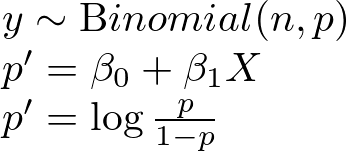 y ∼ Binomial(n, p)
p′ = β₀ + β₁X
p′ = log p/(1−p)